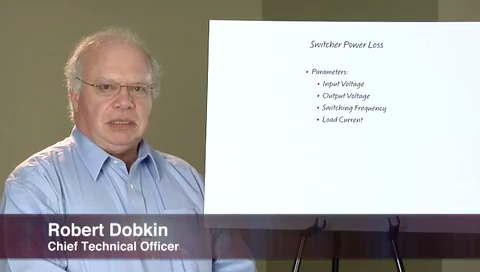 Switcher Power Loss
• Parameters:
• Input Voltage
• Output Voltage
• Switching Frequency
• Load Current
Robert Dobkin
Chief Technical Officer